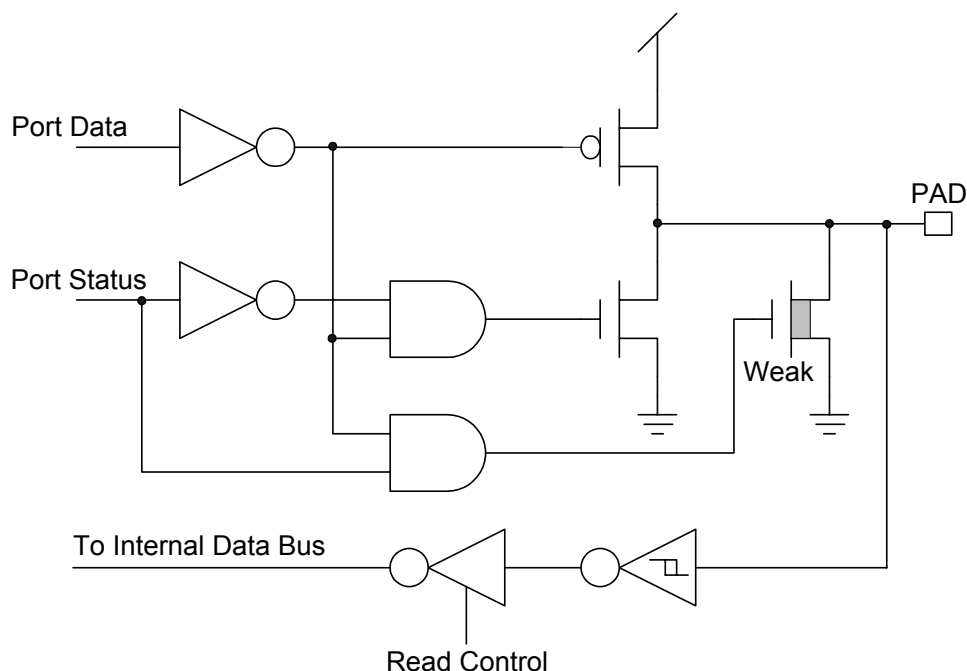 Port Data
PAD
Port Status
Weak
To Internal Data Bus
Read Control